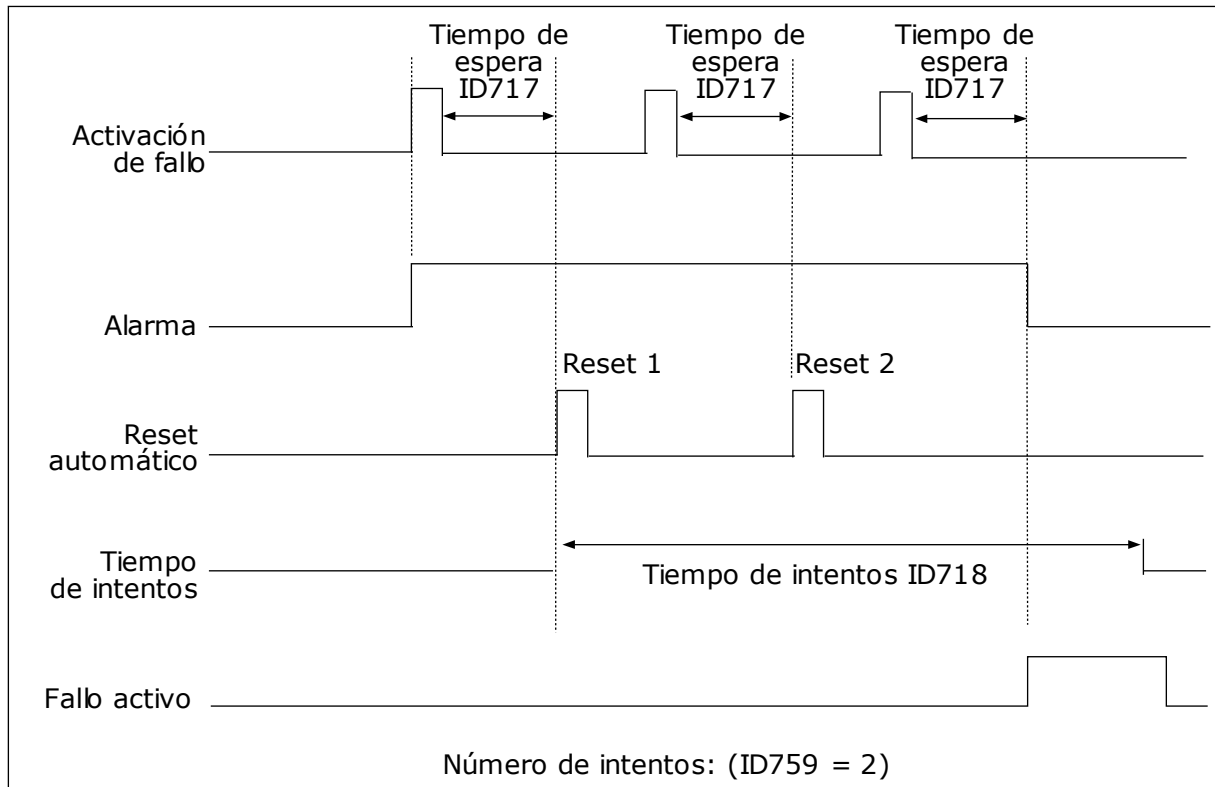 Tiempo de
espera
ID717
Tiempo de
espera
ID717
Tiempo de
espera
ID717
Activación
de fallo
Alarma
Reset 1
Reset 2
Reset
automático
Tiempo
de intentos
Tiempo de intentos ID718
Fallo activo
Número de intentos: (ID759 = 2)